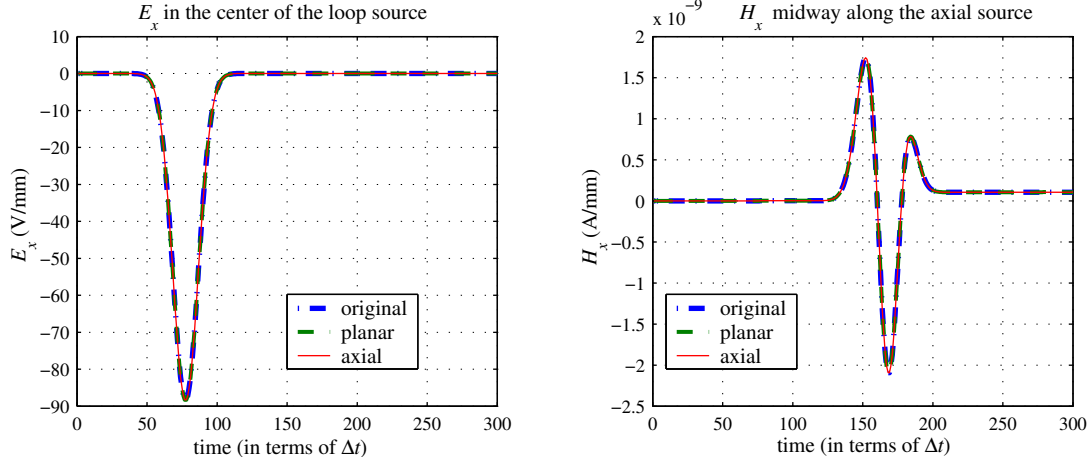 E_x in the center of the loop source
10
0
−10
−20
−30
−40
−50
−60
−70
−80
−90
E_x (V/mm)
original
planar
axial
0 50 100 150 200 250 300
time (in terms of Δt)
x 10^−9
H_x midway along the axial source
2
1.5
1
0.5
0
−0.5
−1
−1.5
−2
−2.5
H_x (A/mm)
original
planar
axial
0 50 100 150 200 250 300
time (in terms of Δt)